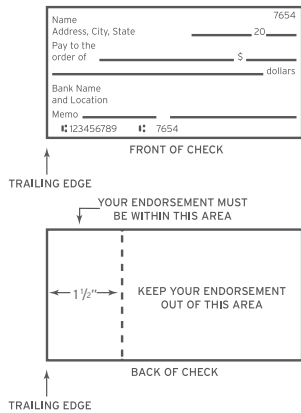 Name 7654
Address, City, State 20
Pay to the
order of $
dollars
Bank Name
and Location
Memo
⑆123456789 ⑆ 7654
FRONT OF CHECK
TRAILING EDGE
YOUR ENDORSEMENT MUST
BE WITHIN THIS AREA
1 1/2"
KEEP YOUR ENDORSEMENT
OUT OF THIS AREA
BACK OF CHECK
TRAILING EDGE